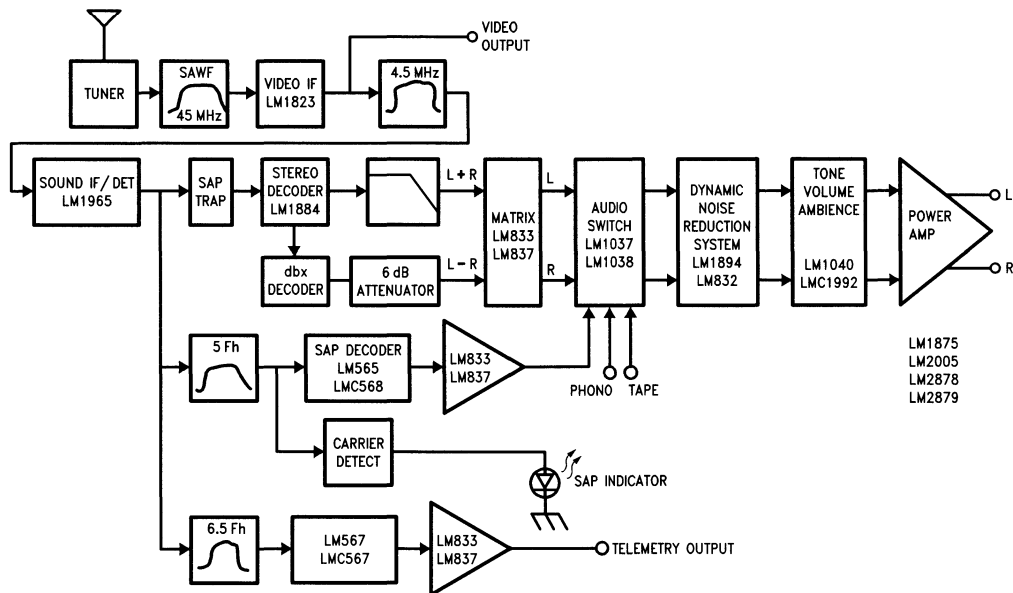 VIDEO
OUTPUT
TUNER
SAWF
45 MHz
VIDEO IF
LM1823
4.5 MHz
SOUND IF/DET
LM1965
SAP
TRAP
STEREO
DECODER
LM1884
L+R
MATRIX
LM833
LM837
L
AUDIO
SWITCH
LM1037
LM1038
DYNAMIC
NOISE
REDUCTION
SYSTEM
LM1894
LM832
TONE
VOLUME
AMBIENCE
LM1040
LMC1992
POWER
AMP
L
R
dbx
DECODER
6 dB
ATTENUATOR
L-R
R
5 Fh
SAP DECODER
LM565
LMC568
LM833
LM837
PHONO
TAPE
LM1875
LM2005
LM2878
LM2879
CARRIER
DETECT
SAP INDICATOR
6.5 Fh
LM567
LMC567
LM833
LM837
TELEMETRY OUTPUT